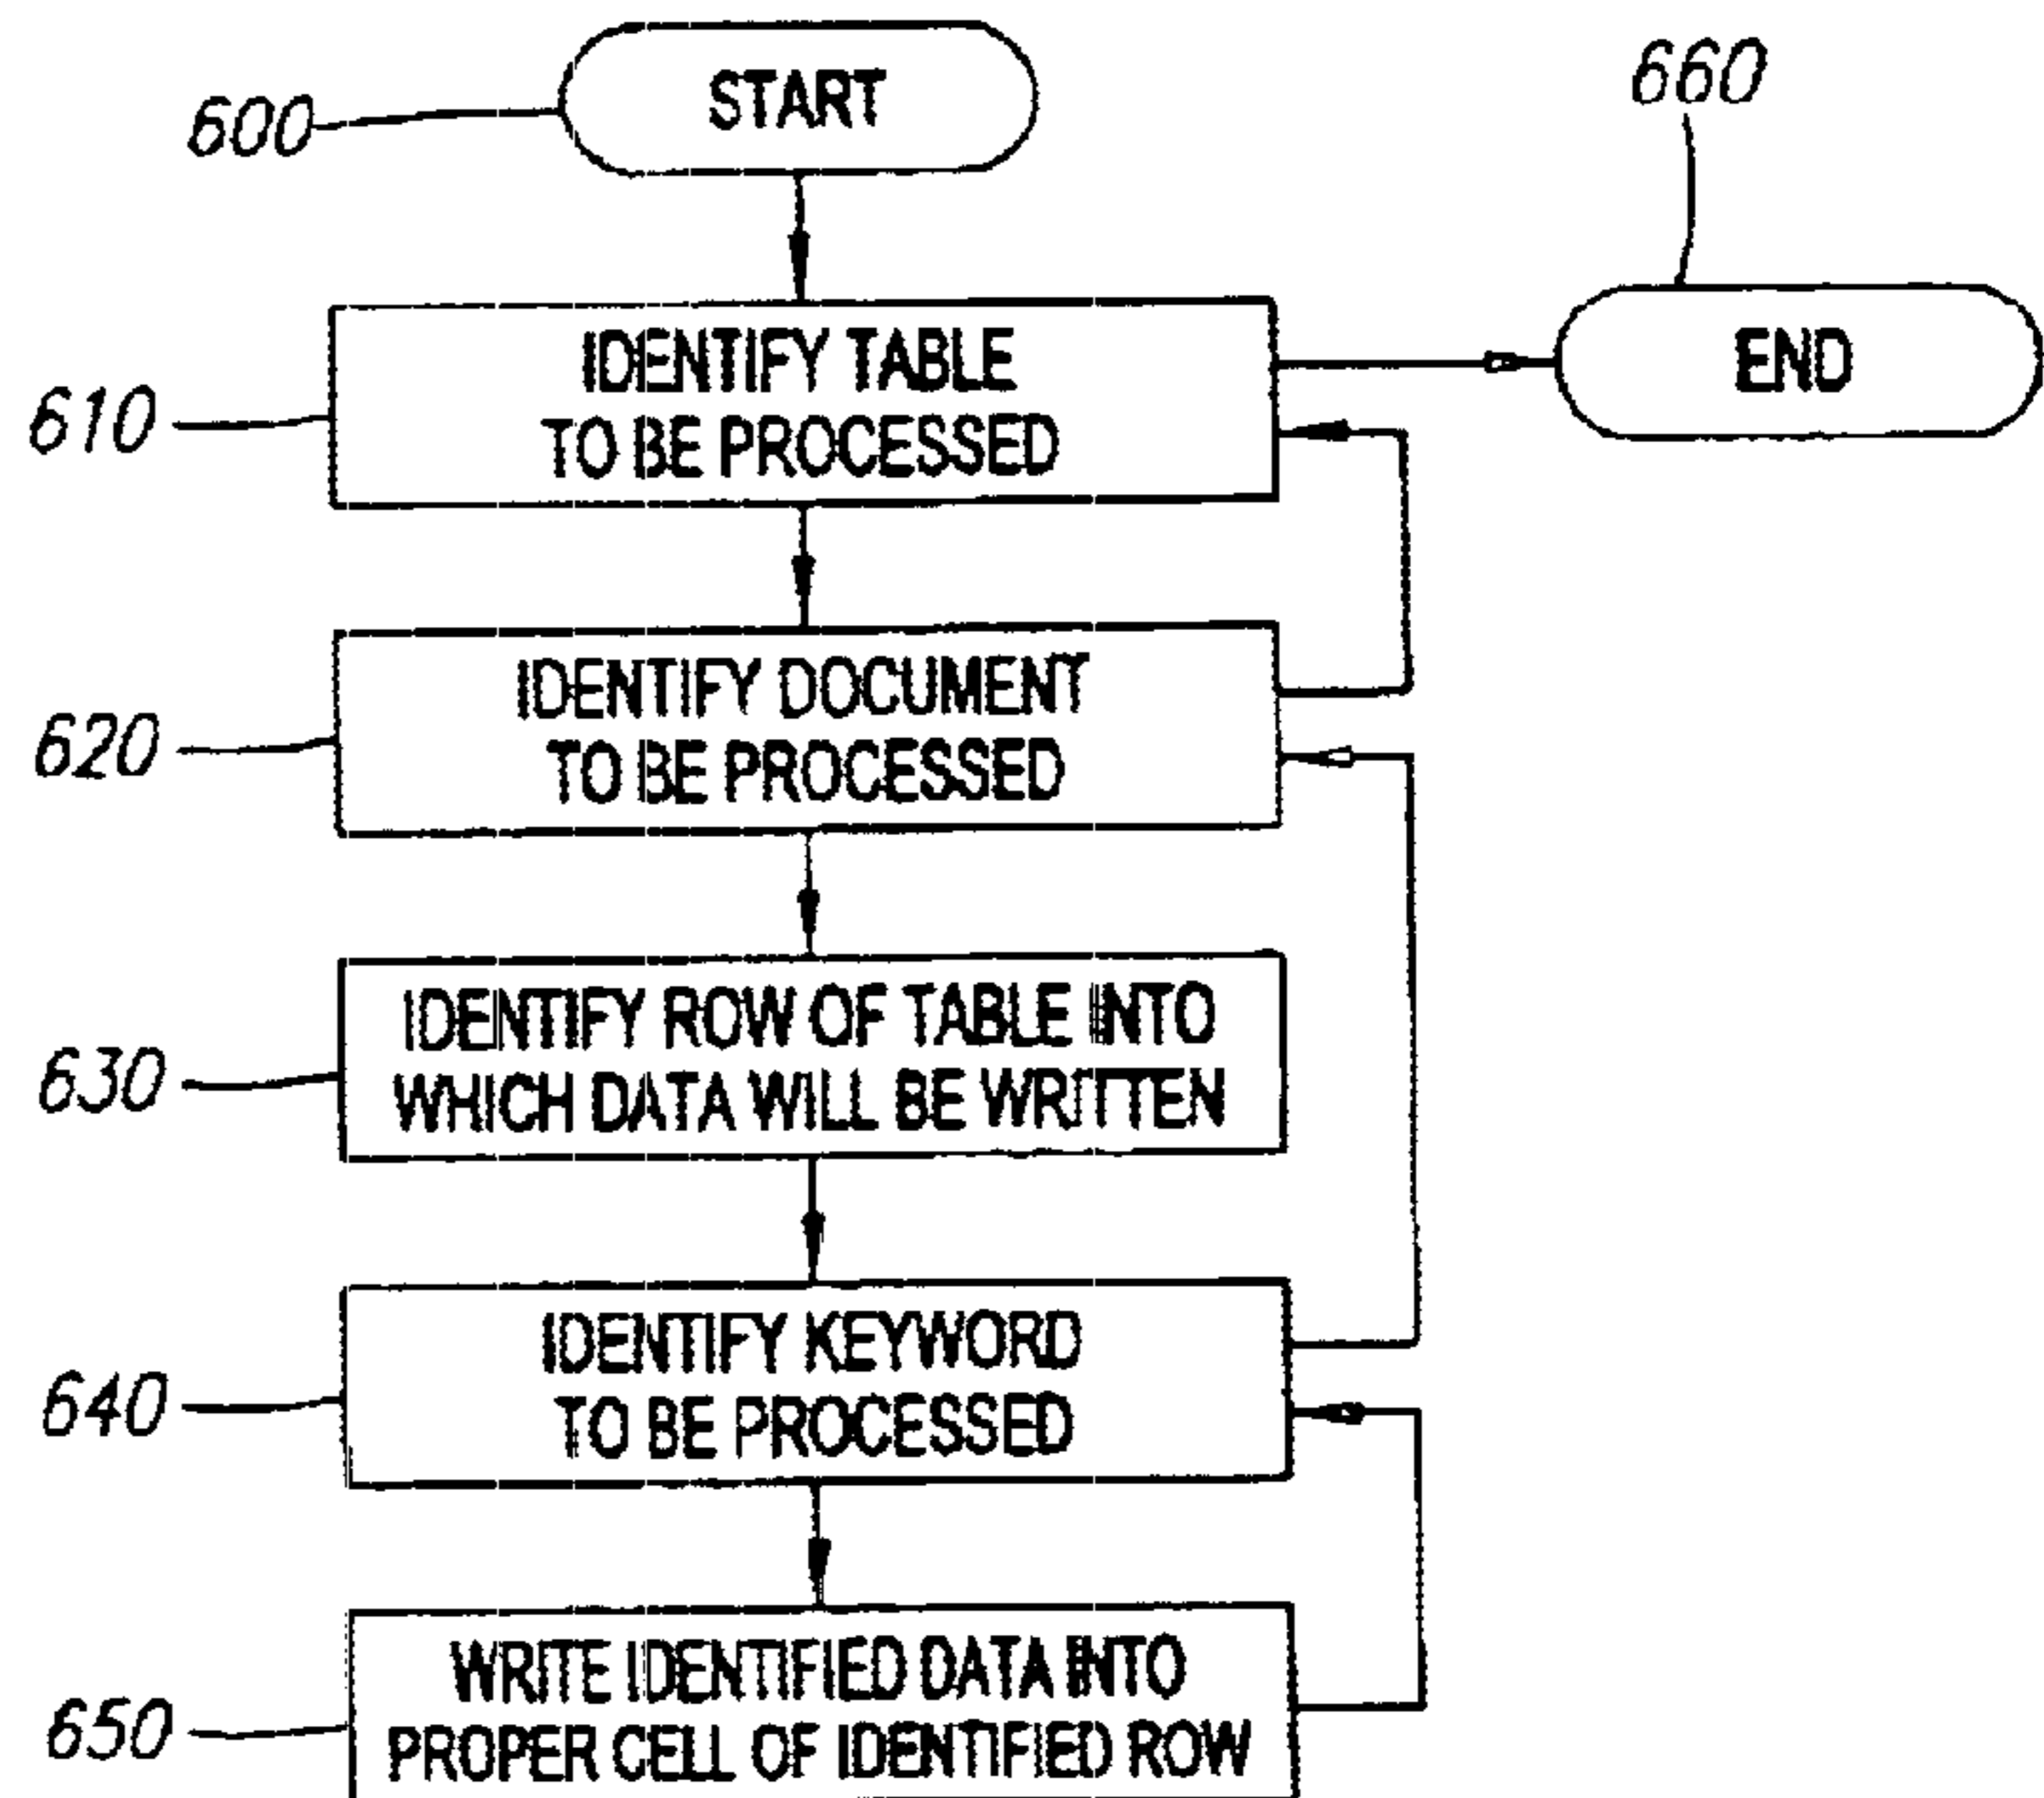 600
START
660
610
IDENTIFY TABLE
TO BE PROCESSED
END
620
IDENTIFY DOCUMENT
TO BE PROCESSED
630
IDENTIFY ROW OF TABLE INTO
WHICH DATA WILL BE WRITTEN
640
IDENTIFY KEYWORD
TO BE PROCESSED
650
WRITE IDENTIFIED DATA INTO
PROPER CELL OF IDENTIFIED ROW